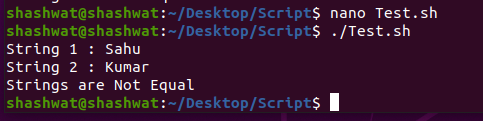 shashwat@shashwat:~/Desktop/Script$ nano Test.sh
shashwat@shashwat:~/Desktop/Script$ ./Test.sh
String 1 : Sahu
String 2 : Kumar
Strings are Not Equal
shashwat@shashwat:~/Desktop/Script$